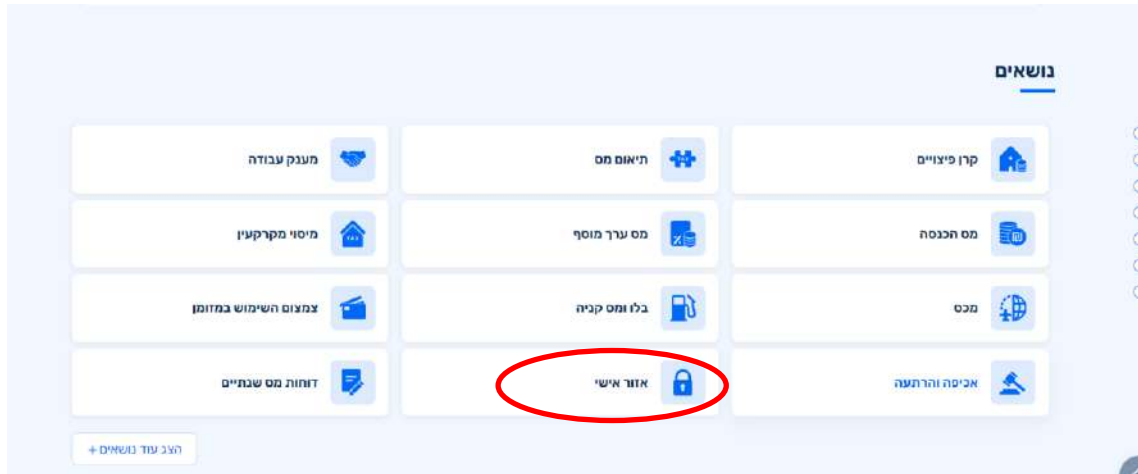 נושאים
קרן פיצויים
תיאום מס
מענק עבודה
מס הכנסה
מס ערך מוסף
מיסוי מקרקעין
מכס
בלו ומס קניה
צמצום השימוש במזומן
אכיפה והרתעה
אזור אישי
דוחות מס שנתיים
הצג עוד נושאים +